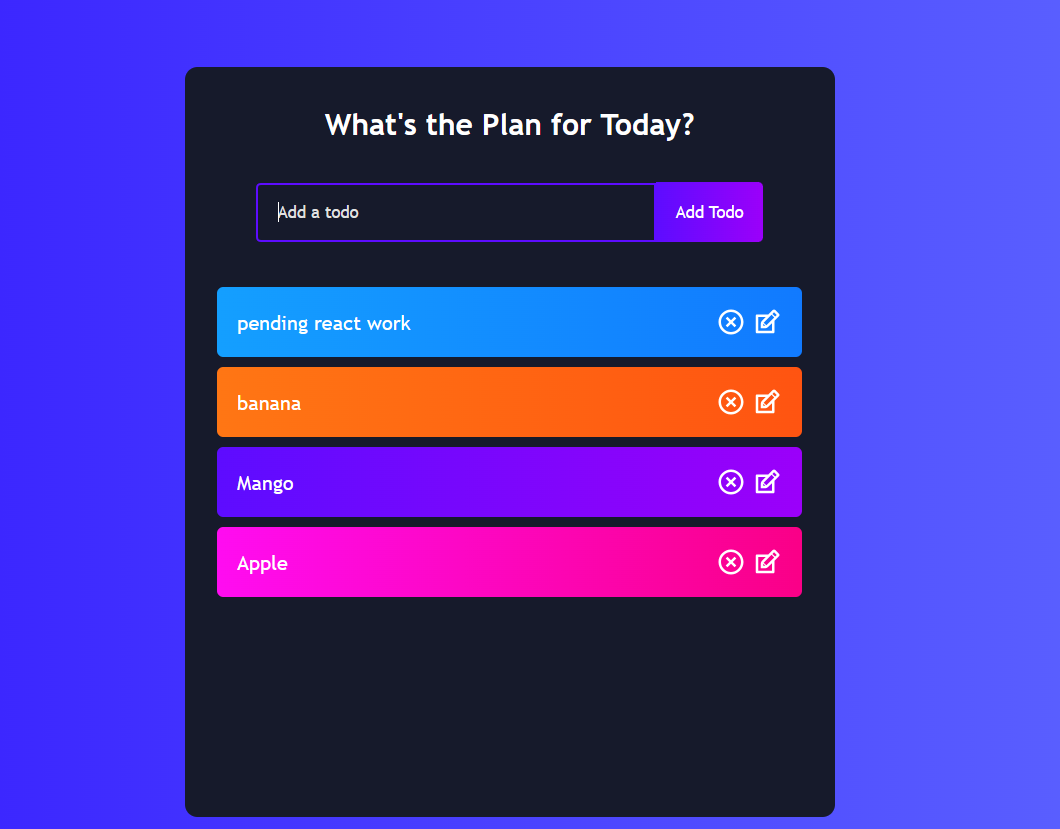 What's the Plan for Today?
Add a todo
Add Todo
pending react work
banana
Mango
Apple